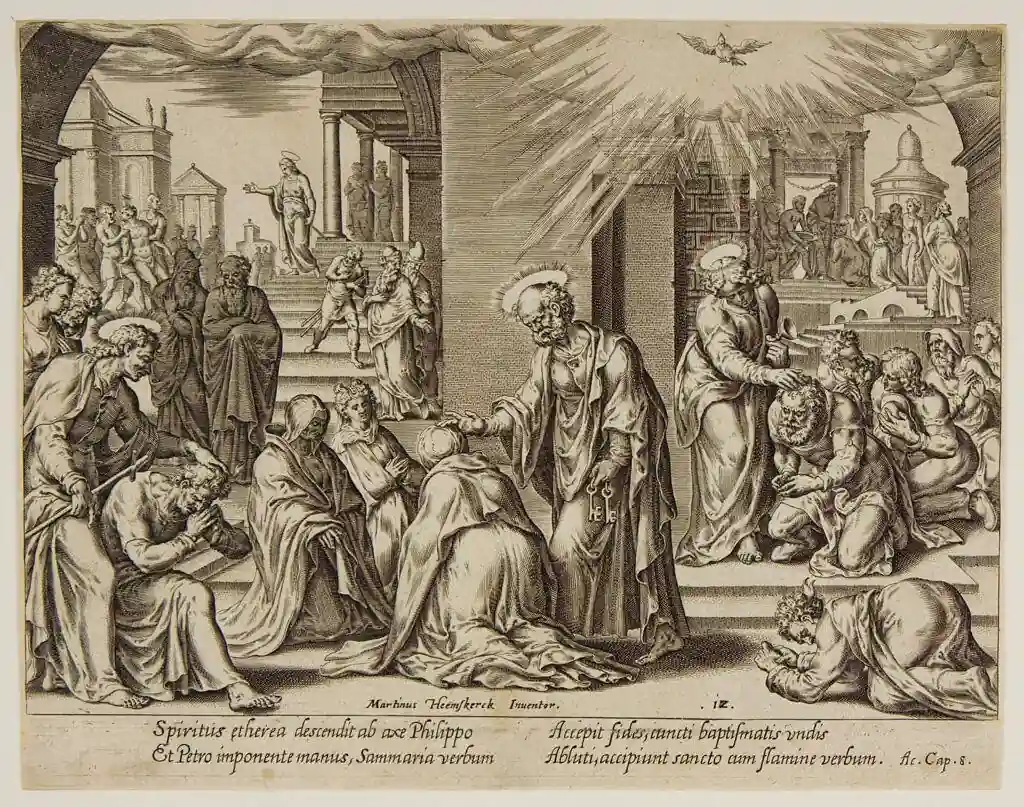 Martinus Heemskerck Inventor.
12.
Spiritus etherea descendit ab axe Philippo
Et Petro imponente manus, Sammaria verbum
Accepit fides, cuncti baptismatis vndis
Abluti, accipiunt sancto cum flamine verbum. Ac. Cap. 8.